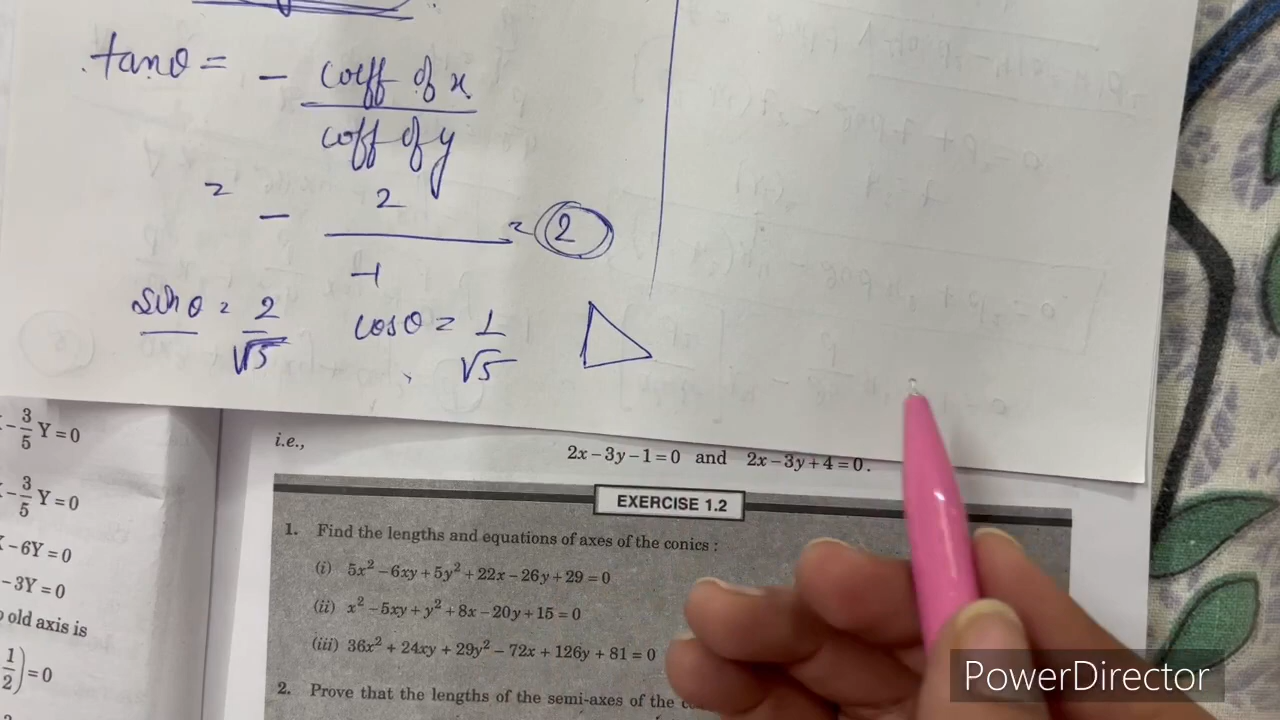 tanθ = - coeff of x
coff of y
= - 2 = 2
-1
sinθ = 2 cosθ = 1
√5 √5
- 3/5 Y = 0
- 3/5 Y = 0
- 6Y = 0
- 3Y = 0
old axis is
1/2) = 0
i.e., 2x - 3y - 1 = 0 and 2x - 3y + 4 = 0.
EXERCISE 1.2
1. Find the lengths and equations of axes of the conics :
(i) 5x² - 6xy + 5y² + 22x - 26y + 29 = 0
(ii) x² - 5xy + y² + 8x - 20y + 15 = 0
(iii) 36x² + 24xy + 29y² - 72x + 126y + 81 = 0
2. Prove that the lengths of the semi-axes of the
PowerDirector